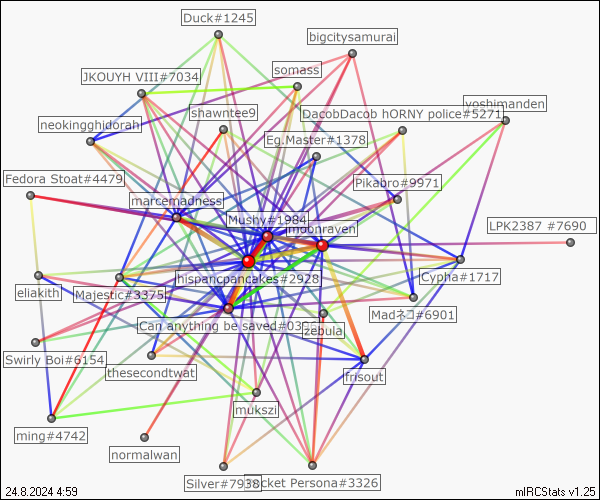 Duck#1245
bigcitysamurai
somass
JKOUYH VIII#7034
yoshimanden
shawntee9
DacobDacob hORNY police#5271
neokingghidorah
Eg.Master#1378
Fedora Stoat#4479
Pikabro#9971
marcemadness
Mushy#1984
moonraven
LPK2387 #7690
hispanicpancakes#2928
Cypha#1717
eliakith
Majestic#3375
Madネコ#6901
Can anything be saved#03
zebula
Swirly Boi#6154
thesecondtwat
frisout
mukszi
ming#4742
normalwan
Silver#7938
ocket Persona#3326
24.8.2024 4:59
mIRCStats v1.25